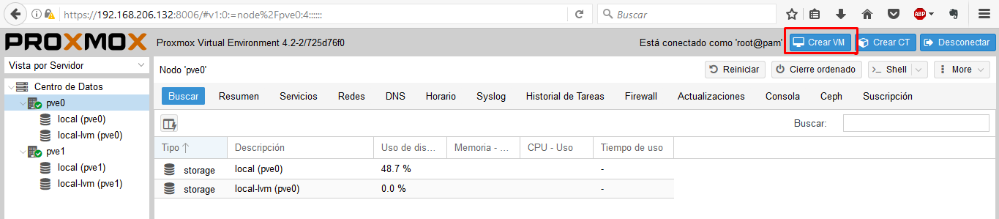 https://192.168.206.132:8006/#v1:0:=node%2Fpve0:4::::::
Buscar
ABP
PROXMOX Proxmox Virtual Environment 4.2-2/725d76f0 Está conectado como 'root@pam' Crear VM Crear CT Desconectar
Vista por Servidor
Nodo 'pve0' Reiniciar Cierre ordenado Shell More
Centro de Datos
pve0
local (pve0)
local-lvm (pve0)
pve1
local (pve1)
local-lvm (pve1)
Buscar Resumen Servicios Redes DNS Horario Syslog Historial de Tareas Firewall Actualizaciones Consola Ceph Suscripción
Buscar:
Tipo Descripción Uso de dis... Memoria - ... CPU - Uso Tiempo de uso
storage local (pve0) 48.7 % -
storage local-lvm (pve0) 0.0 % -